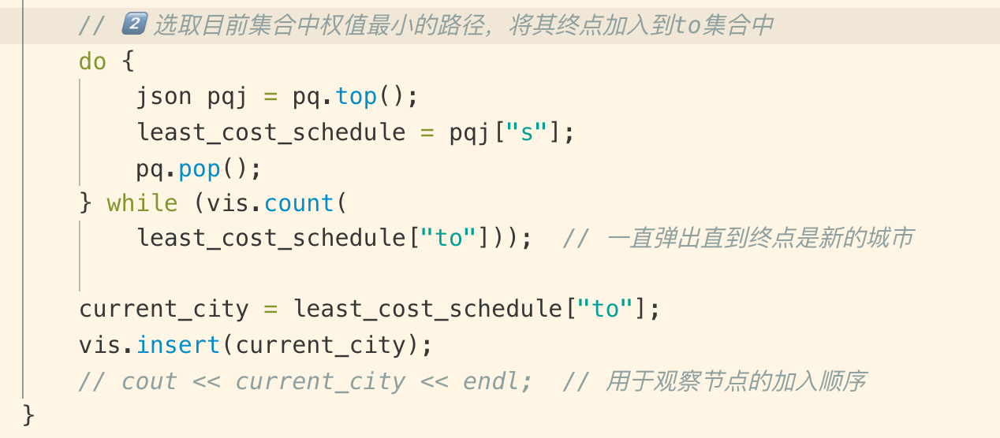 // 2️⃣ 选取目前集合中权值最小的路径，将其终点加入到to集合中
do {
json pqj = pq.top();
least_cost_schedule = pqj["s"];
pq.pop();
} while (vis.count(
least_cost_schedule["to"]));  // 一直弹出直到终点是新的城市
current_city = least_cost_schedule["to"];
vis.insert(current_city);
// cout << current_city << endl;  // 用于观察节点的加入顺序
}